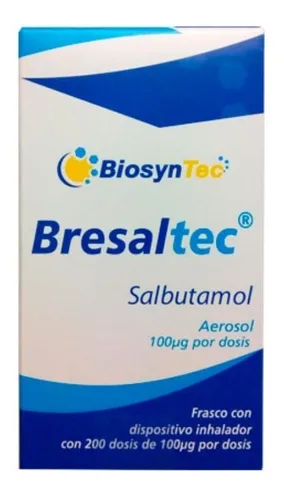 BiosynTec
Bresaltec®
Salbutamol
Aerosol
100µg por dosis
Frasco con
dispositivo inhalador
con 200 dosis de 100µg por dosis